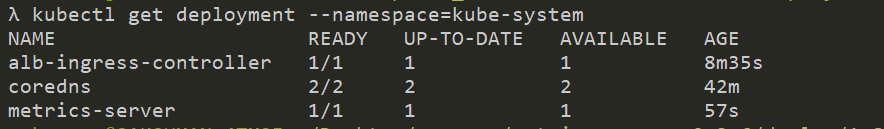 λ kubectl get deployment --namespace=kube-system
NAME READY UP-TO-DATE AVAILABLE AGE
alb-ingress-controller 1/1 1 1 8m35s
coredns 2/2 2 2 42m
metrics-server 1/1 1 1 57s